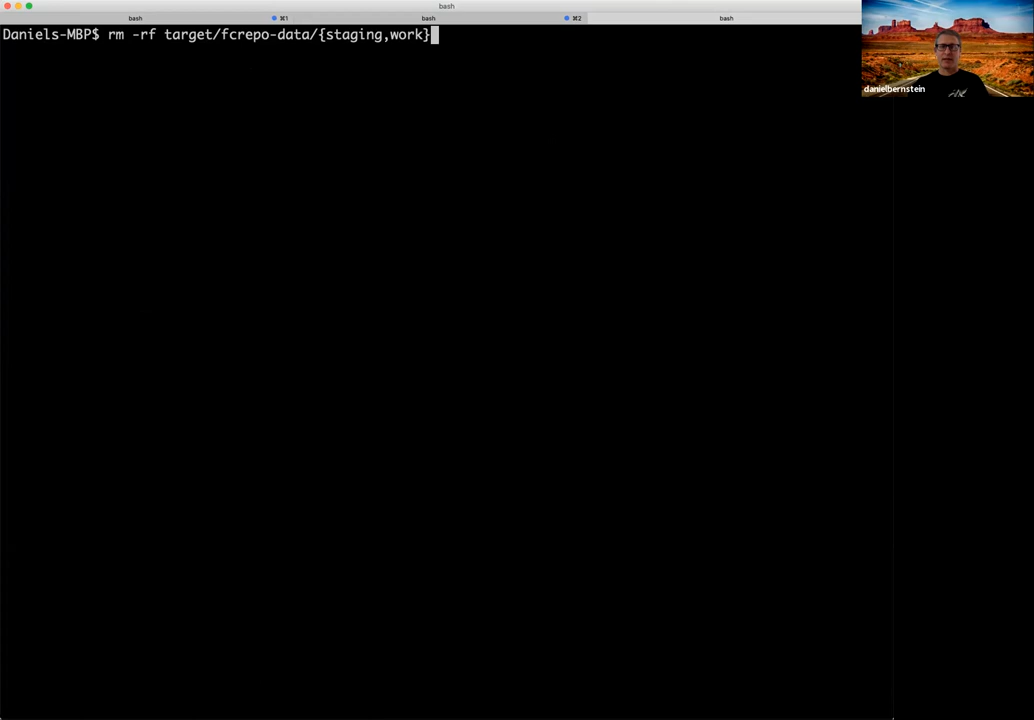 bash
bash ⌘1 bash ⌘2 bash
Daniels-MBP$ rm -rf target/fcrepo-data/{staging,work}
danielbernstein